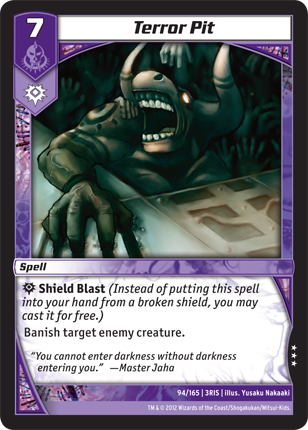 7
Terror Pit
Spell
Shield Blast (Instead of putting this spell
into your hand from a broken shield, you may
cast it for free.)
Banish target enemy creature.
"You cannot enter darkness without darkness
entering you." —Master Jaha
94/165 | 3RIS | illus. Yusaku Nakaaki
TM & © 2012 Wizards of the Coast/Shogakukan/Mitsui-Kids.